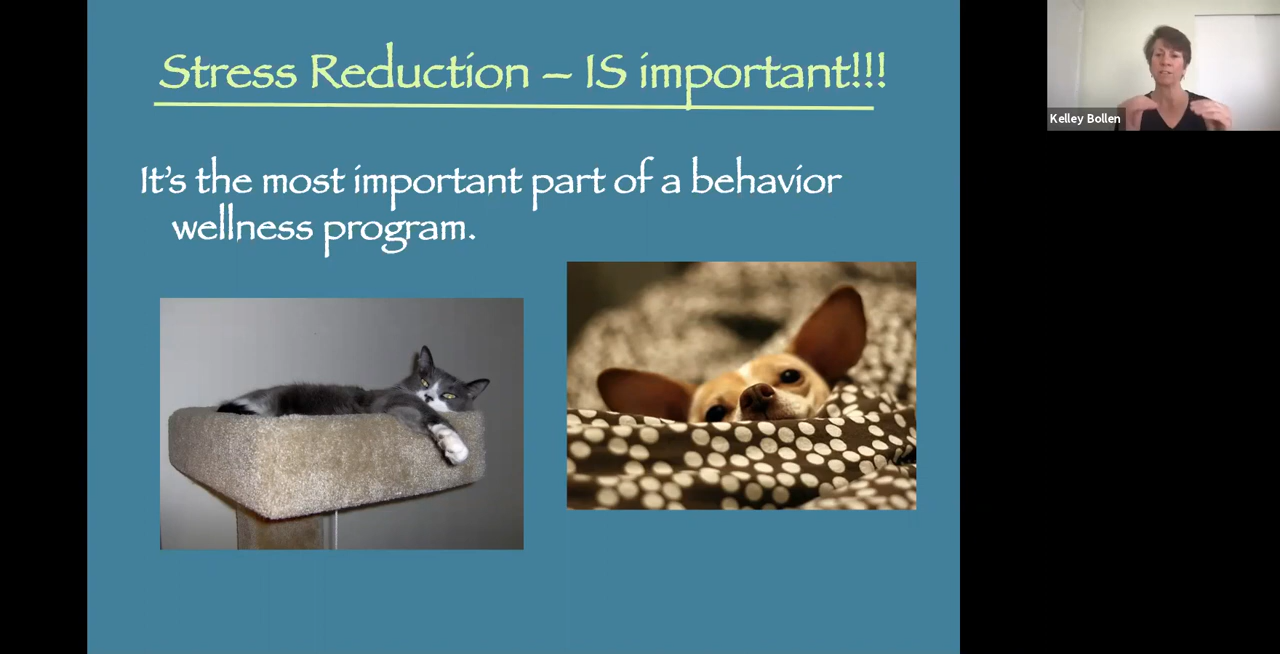 Stress Reduction – IS important!!!
It's the most important part of a behavior
wellness program.
Kelley Bollen